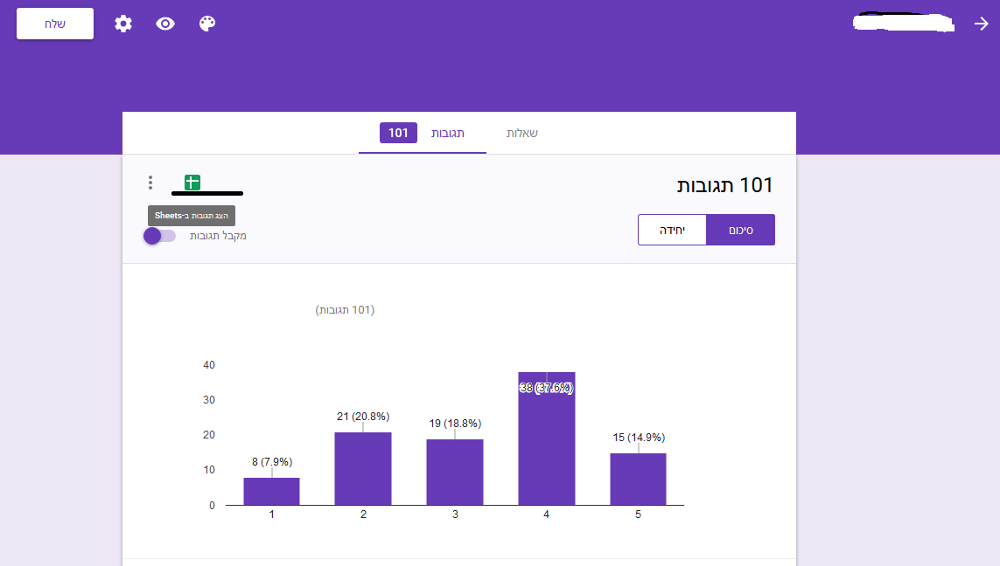 שלח
שאלות
תגובות
101
101 תגובות
הצג תגובות ב-Sheets
מקבל תגובות
סיכום
יחידה
(101 תגובות)
40
30
20
10
0
8 (7.9%)
21 (20.8%)
19 (18.8%)
38 (37.6%)
15 (14.9%)
1
2
3
4
5